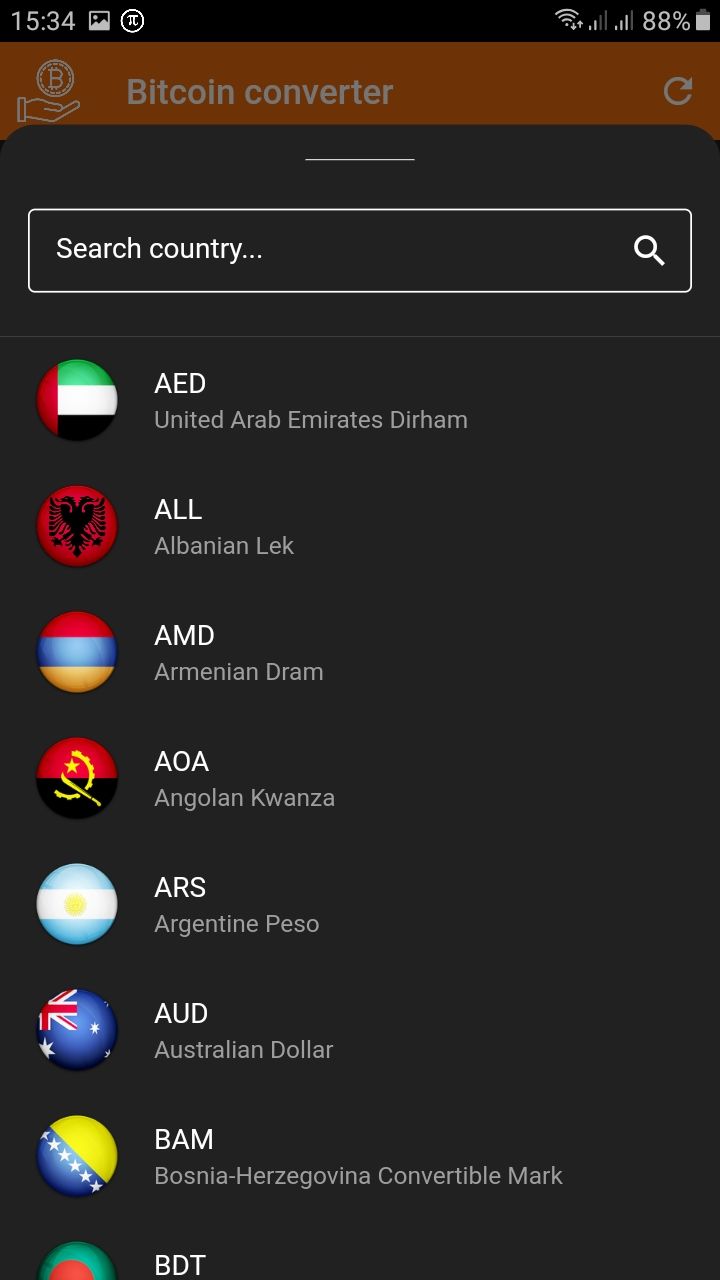 15:34 88%
Bitcoin converter
Search country...
AED
United Arab Emirates Dirham
ALL
Albanian Lek
AMD
Armenian Dram
AOA
Angolan Kwanza
ARS
Argentine Peso
AUD
Australian Dollar
BAM
Bosnia-Herzegovina Convertible Mark
BDT